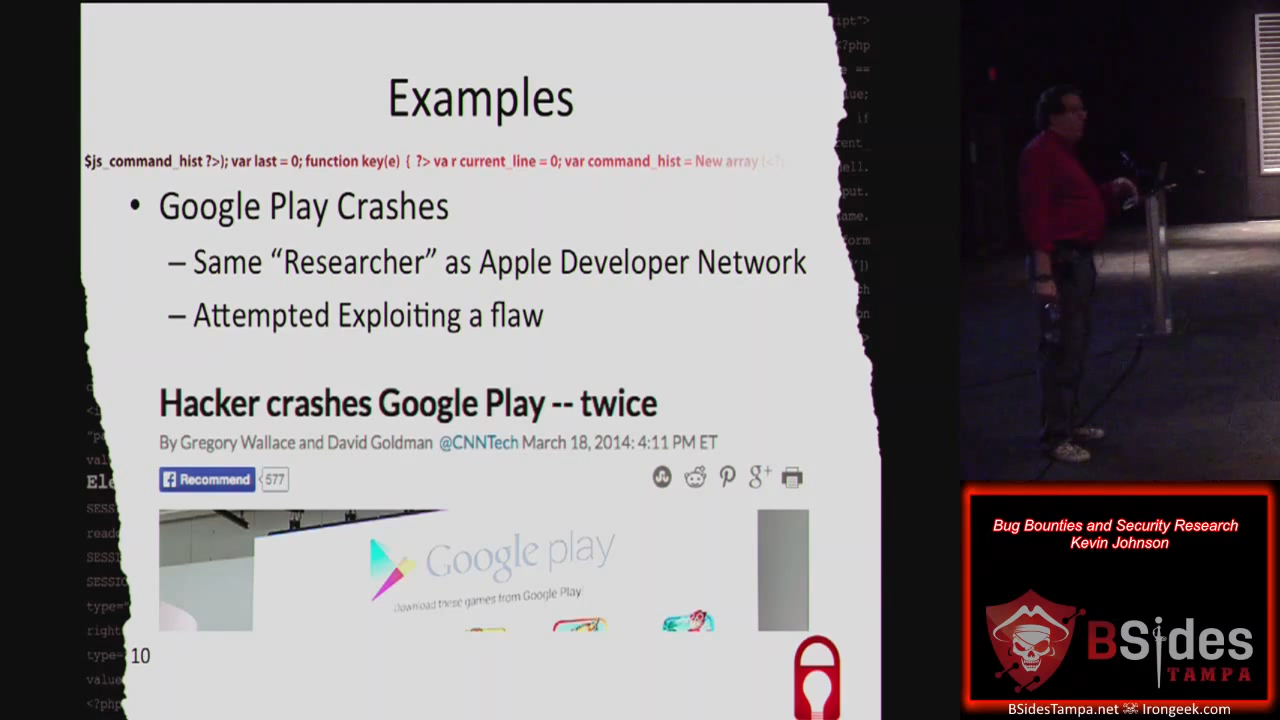 Examples
$js_command_hist ?>); var last = 0; function key(e) { ?> va r current_line = 0; var command_hist = New array (<?
• Google Play Crashes
– Same “Researcher” as Apple Developer Network
– Attempted Exploiting a flaw
Hacker crashes Google Play -- twice
By Gregory Wallace and David Goldman @CNNTech March 18, 2014: 4:11 PM ET
Recommend 577
Google play
Download these games from Google Play
10
Bug Bounties and Security Research
Kevin Johnson
BSides
TAMPA
BSidesTampa.net Irongeek.com